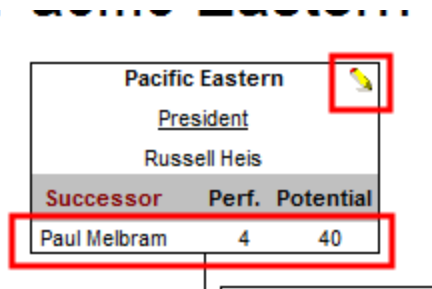 Pacific Eastern
President
Russell Heis
Successor Perf. Potential
Paul Melbram 4 40